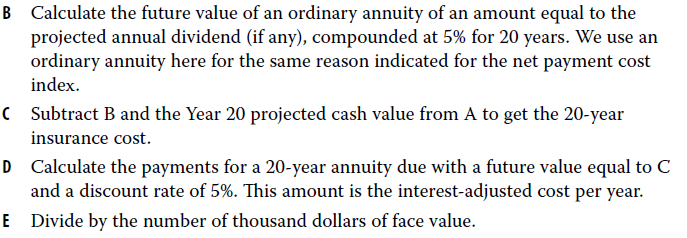 B Calculate the future value of an ordinary annuity of an amount equal to the
projected annual dividend (if any), compounded at 5% for 20 years. We use an
ordinary annuity here for the same reason indicated for the net payment cost
index.
C Subtract B and the Year 20 projected cash value from A to get the 20-year
insurance cost.
D Calculate the payments for a 20-year annuity due with a future value equal to C
and a discount rate of 5%. This amount is the interest-adjusted cost per year.
E Divide by the number of thousand dollars of face value.